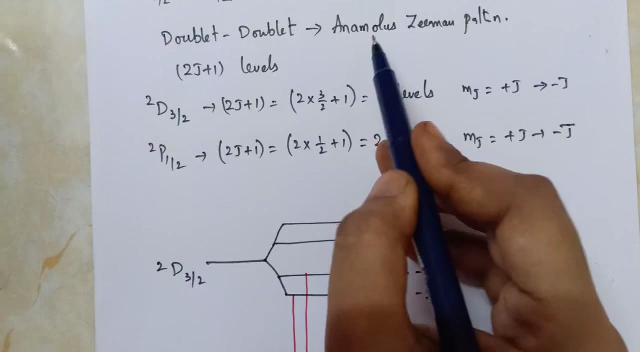 Doublet - Doublet → Anamolus Zeeman pattn.
(2J+1) levels
²D₃/₂ → (2J+1) = (2 × 3/2 + 1) = levels mJ = +J → -J
²P₁/₂ → (2J+1) = (2 × 1/2 + 1) = 2 mJ = +J → -J
²D₃/₂